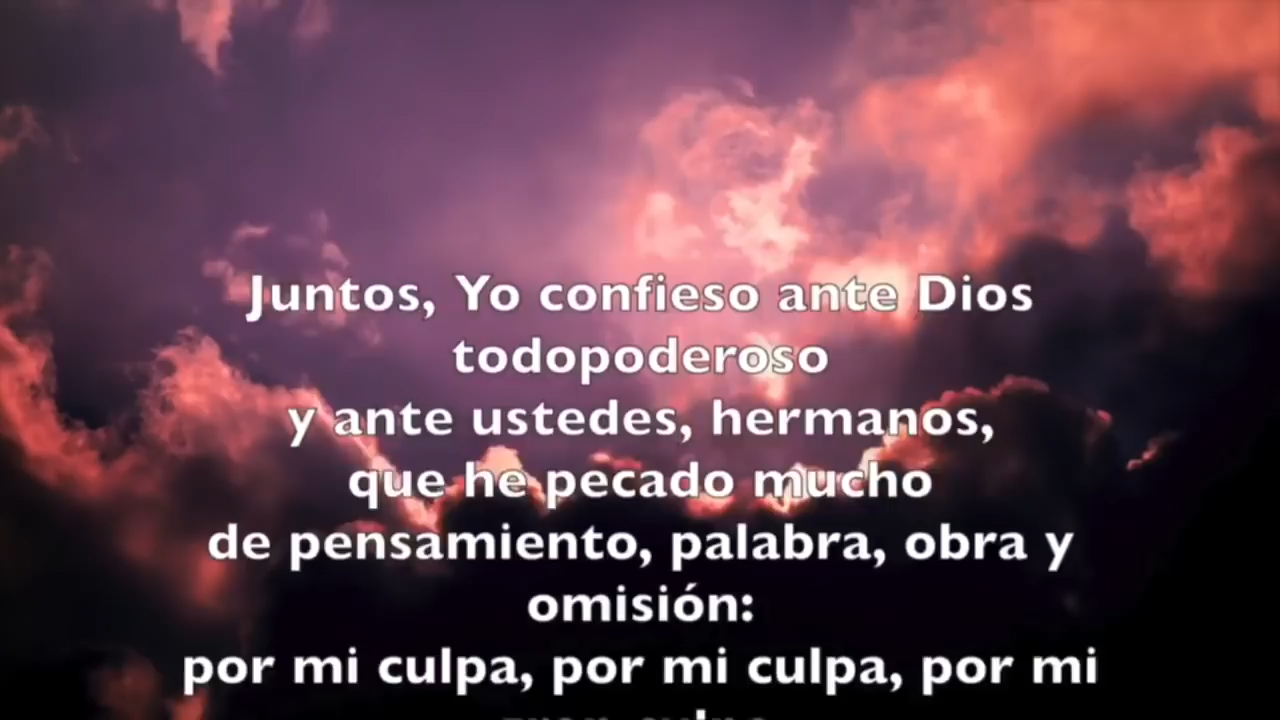 Juntos, Yo confieso ante Dios
todopoderoso
y ante ustedes, hermanos,
que he pecado mucho
de pensamiento, palabra, obra y
omisión:
por mi culpa, por mi culpa, por mi